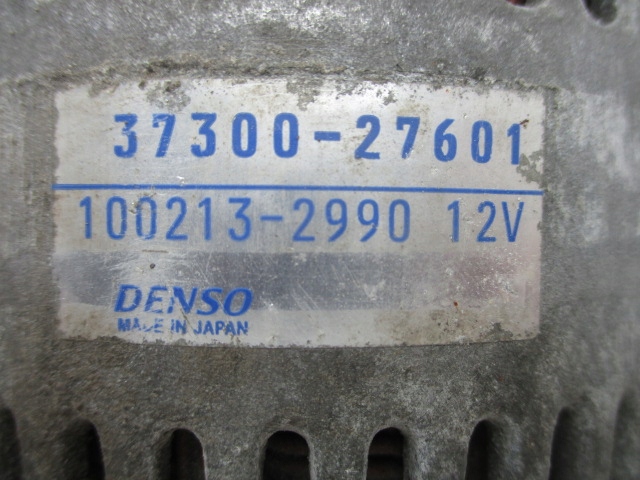 37300-27601
100213-2990 12V
DENSO
MADE IN JAPAN